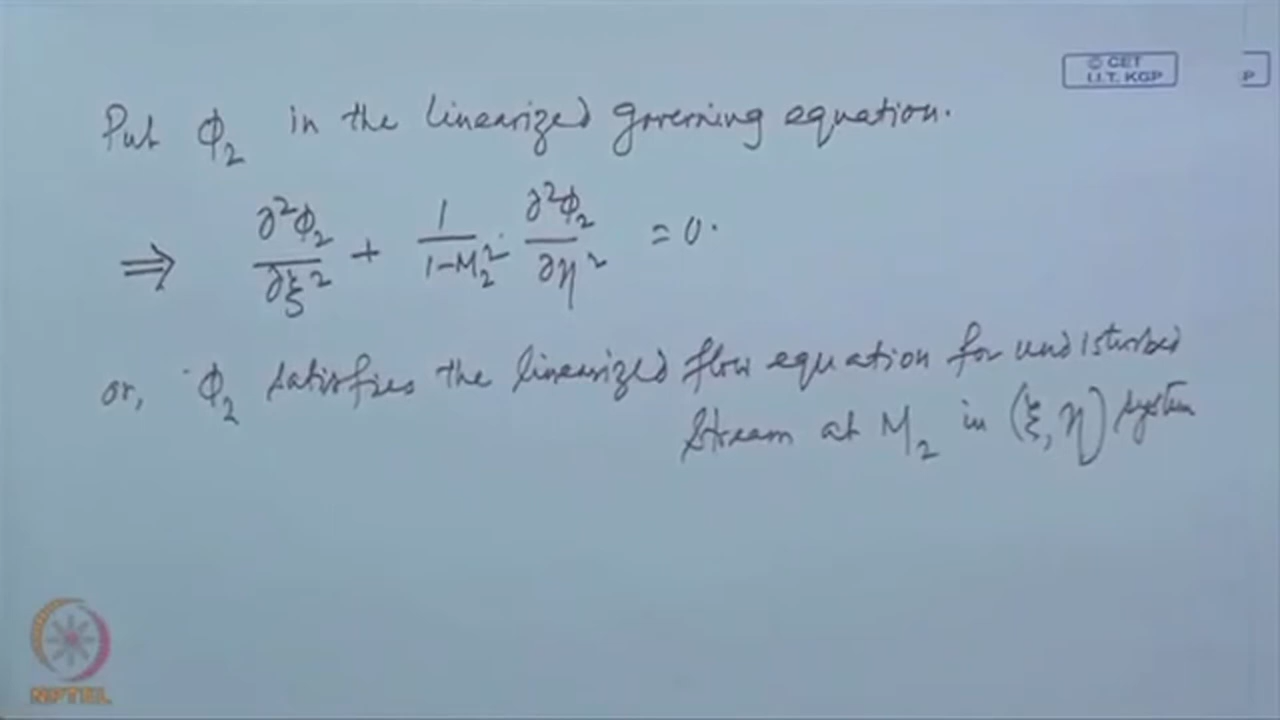 © CET
I.I.T. KGP
P
Put ϕ₂ in the linearized governing equation.
⟹ ∂²ϕ₂/∂ξ² + 1/(1-M₂²) · ∂²ϕ₂/∂η² = 0.
or, ϕ₂ satisfies the linearized flow equation for undisturbed
stream at M₂ in (ξ, η) system
NPTEL